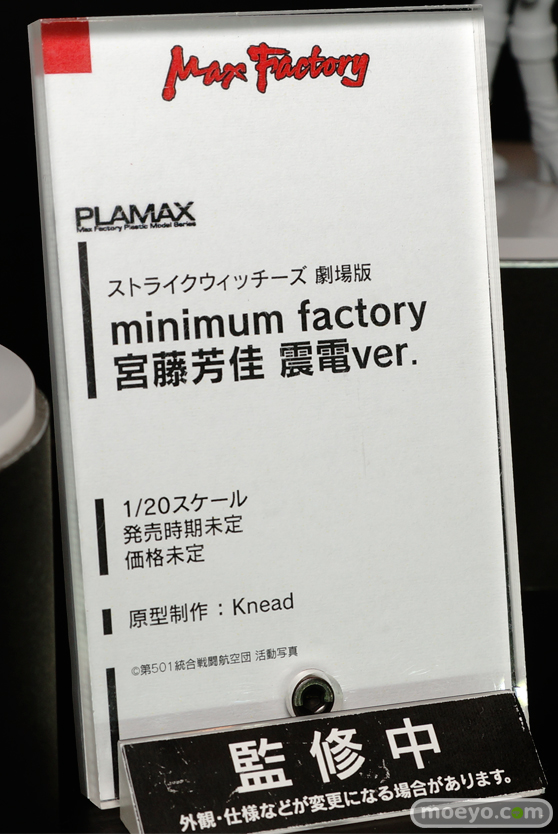 Max Factory
PLAMAX
Max Factory Plastic Model Series
ストライクウィッチーズ 劇場版
minimum factory
宮藤芳佳 震電ver.
1/20スケール
発売時期未定
価格未定
原型制作：Knead
©第501統合戦闘航空団 活動写真
監修中
外観・仕様などが変更になる場合があります。
moeyo.com